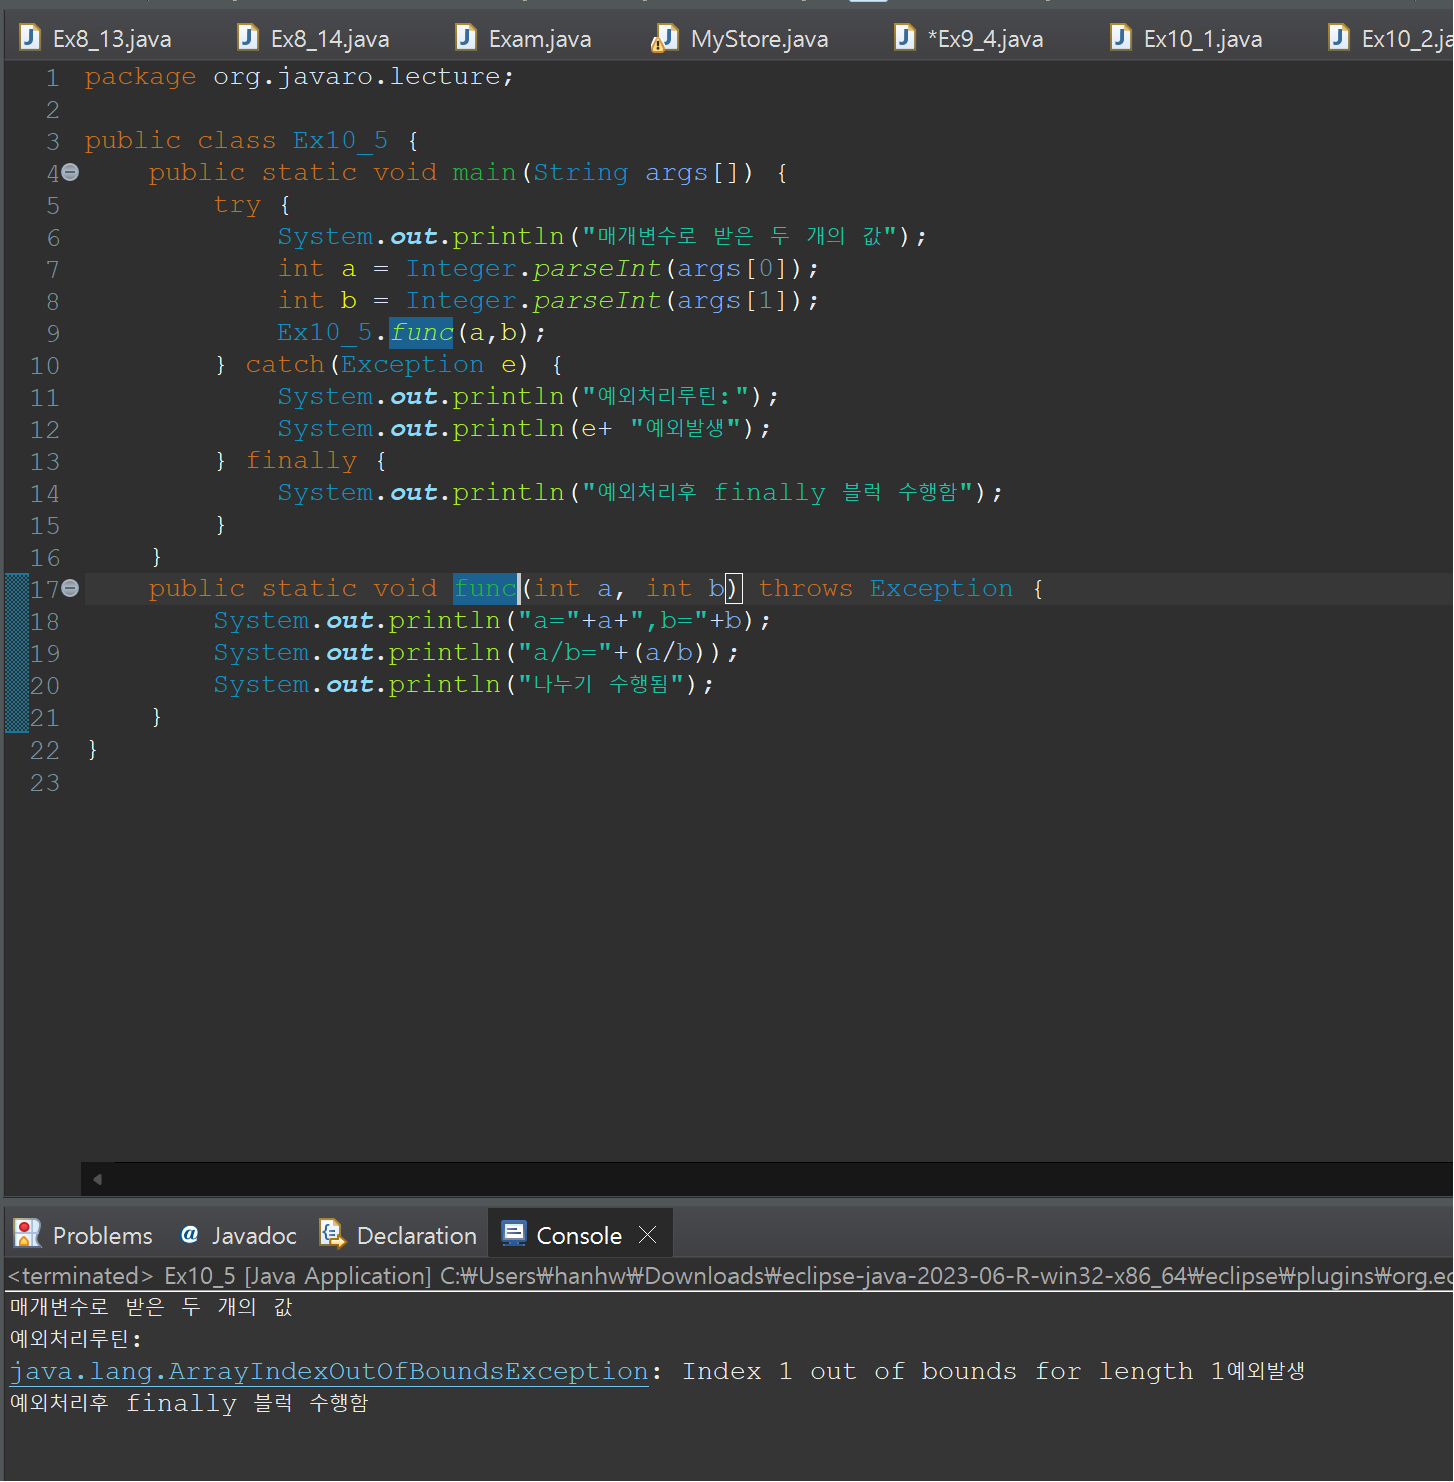 Ex8_13.java Ex8_14.java Exam.java MyStore.java *Ex9_4.java Ex10_1.java Ex10_2.ja
1 package org.javaro.lecture;
2
3 public class Ex10_5 {
4 public static void main(String args[]) {
5 try {
6 System.out.println("매개변수로 받은 두 개의 값");
7 int a = Integer.parseInt(args[0]);
8 int b = Integer.parseInt(args[1]);
9 Ex10_5.func(a,b);
10 } catch(Exception e) {
11 System.out.println("예외처리루틴:");
12 System.out.println(e+ "예외발생");
13 } finally {
14 System.out.println("예외처리후 finally 블럭 수행함");
15 }
16 }
17 public static void func(int a, int b) throws Exception {
18 System.out.println("a="+a+",b="+b);
19 System.out.println("a/b="+(a/b));
20 System.out.println("나누기 수행됨");
21 }
22 }
23
Problems @ Javadoc Declaration Console
<terminated> Ex10_5 [Java Application] C:₩Users₩hanhw₩Downloads₩eclipse-java-2023-06-R-win32-x86_64₩eclipse₩plugins₩org.ec
매개변수로 받은 두 개의 값
예외처리루틴:
java.lang.ArrayIndexOutOfBoundsException: Index 1 out of bounds for length 1예외발생
예외처리후 finally 블럭 수행함